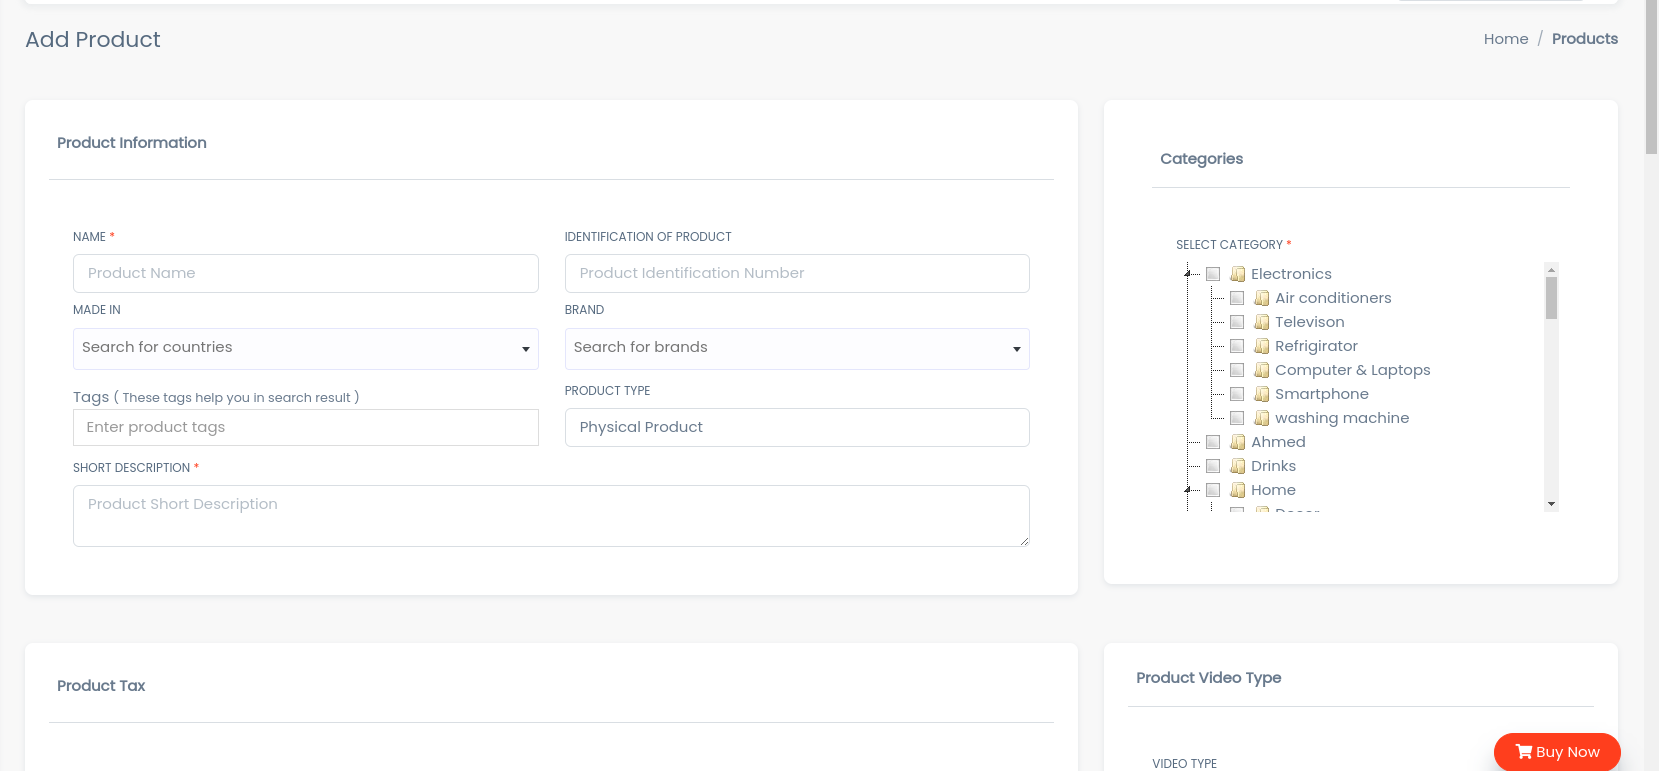 Add Product
Home / Products
Product Information
NAME *
IDENTIFICATION OF PRODUCT
Product Name
Product Identification Number
MADE IN
BRAND
Search for countries
Search for brands
Tags ( These tags help you in search result )
PRODUCT TYPE
Enter product tags
Physical Product
SHORT DESCRIPTION *
Product Short Description
Categories
SELECT CATEGORY *
Electronics
Air conditioners
Televison
Refrigirator
Computer & Laptops
Smartphone
washing machine
Ahmed
Drinks
Home
Product Tax
Product Video Type
VIDEO TYPE
Buy Now